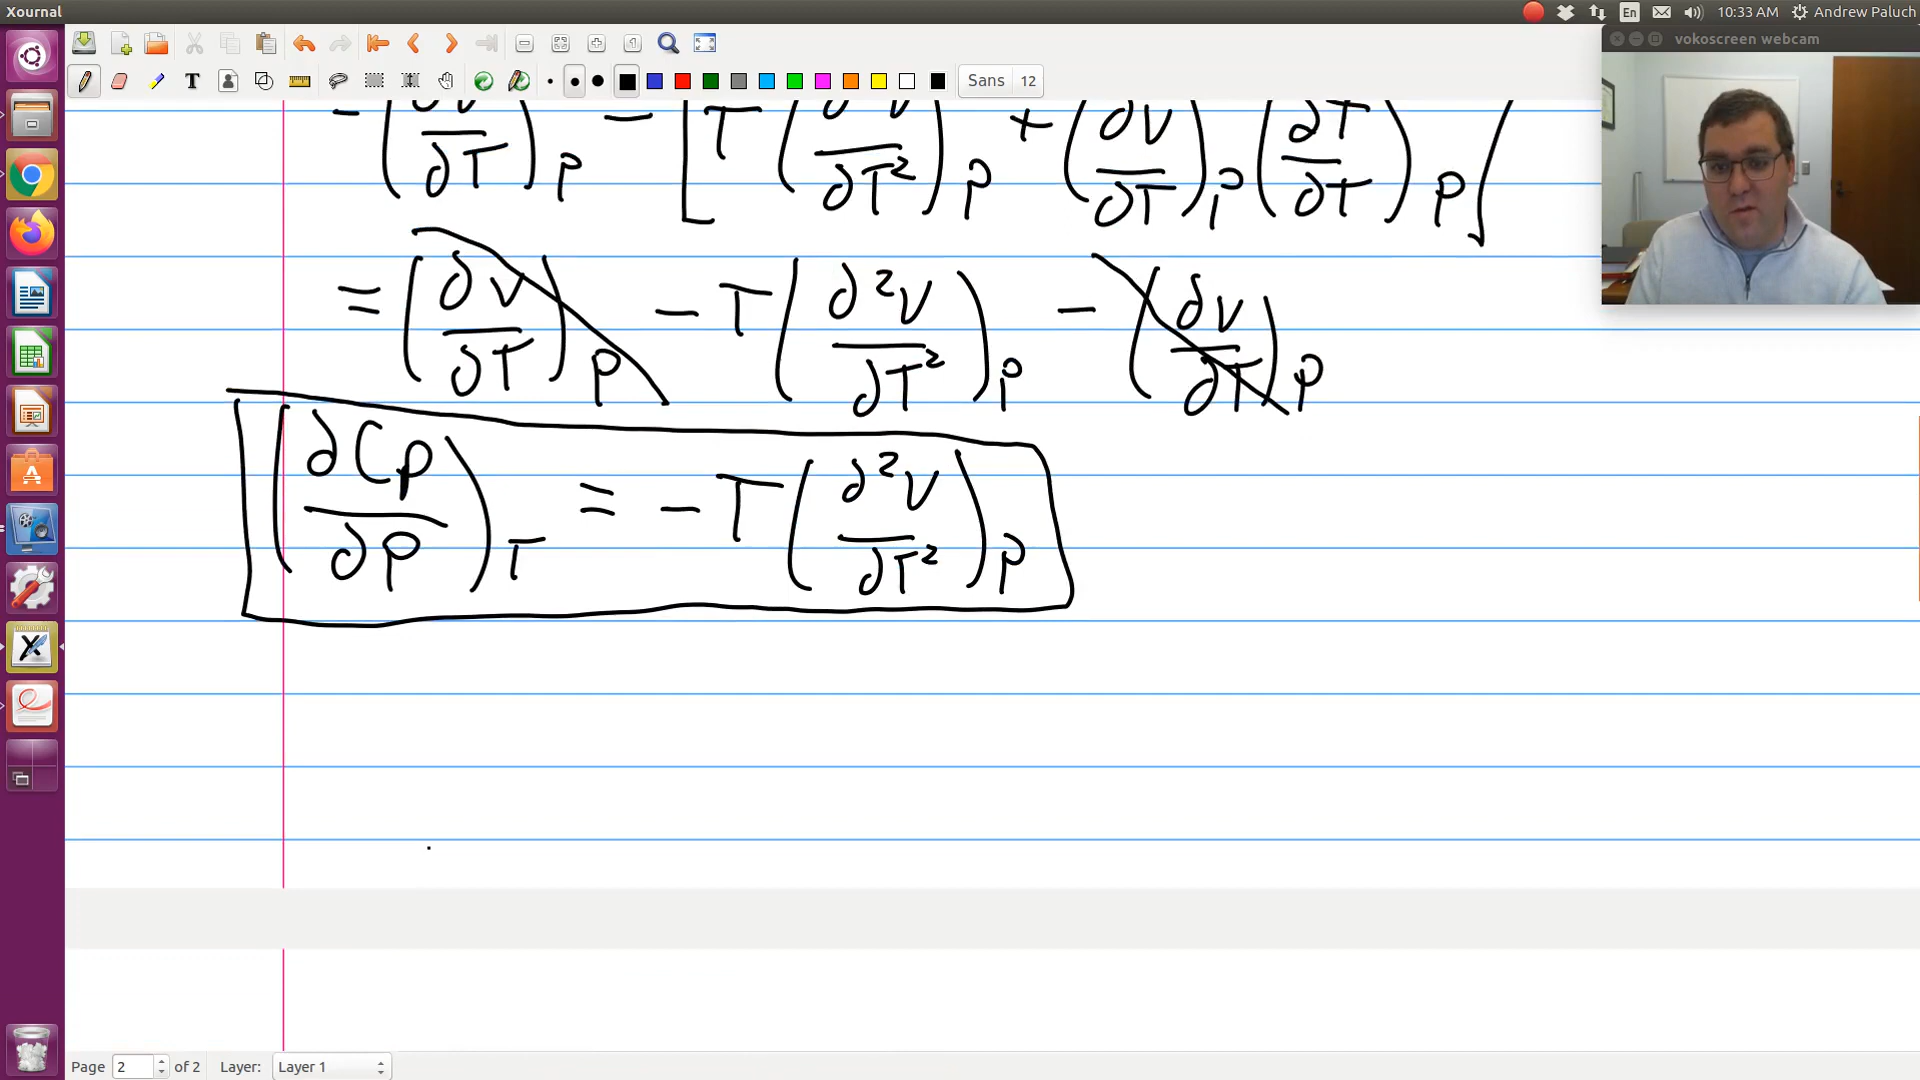 Xournal
En 10:33 AM Andrew Paluch
vokoscreen webcam
T Sans 12
- (∂V/∂T)_P - [T (∂²V/∂T²)_P + (∂V/∂T)_P (∂T/∂T)_P]
= (∂V/∂T)_P - T (∂²V/∂T²)_P - (∂V/∂T)_P
(∂Cp/∂P)_T = - T (∂²V/∂T²)_P
Page 2 of 2 Layer: Layer 1